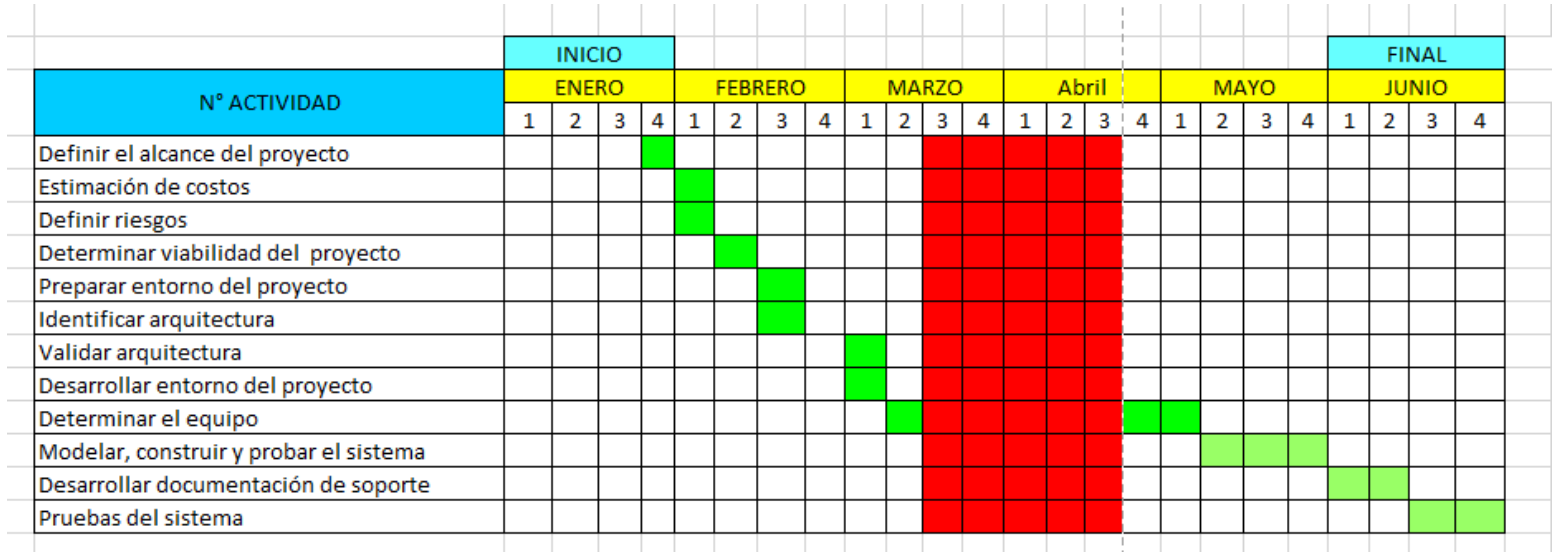 INICIO FINAL
N° ACTIVIDAD ENERO FEBRERO MARZO Abril MAYO JUNIO
1 2 3 4 1 2 3 4 1 2 3 4 1 2 3 4 1 2 3 4 1 2 3 4
Definir el alcance del proyecto
Estimación de costos
Definir riesgos
Determinar viabilidad del  proyecto
Preparar entorno del proyecto
Identificar arquitectura
Validar arquitectura
Desarrollar entorno del proyecto
Determinar el equipo
Modelar, construir y probar el sistema
Desarrollar documentación de soporte
Pruebas del sistema